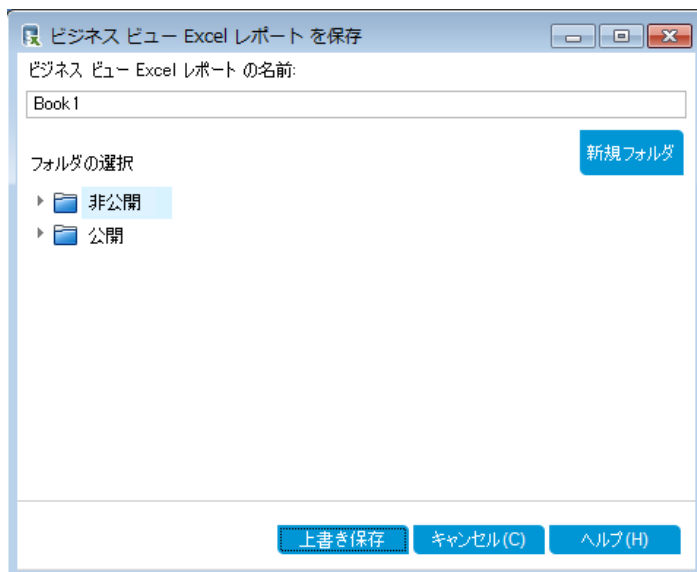 ビジネス ビュー Excel レポート を保存
ビジネス ビュー Excel レポート の名前:
Book1
新規フォルダ
フォルダの選択
非公開
公開
上書き保存 キャンセル(C) ヘルプ(H)